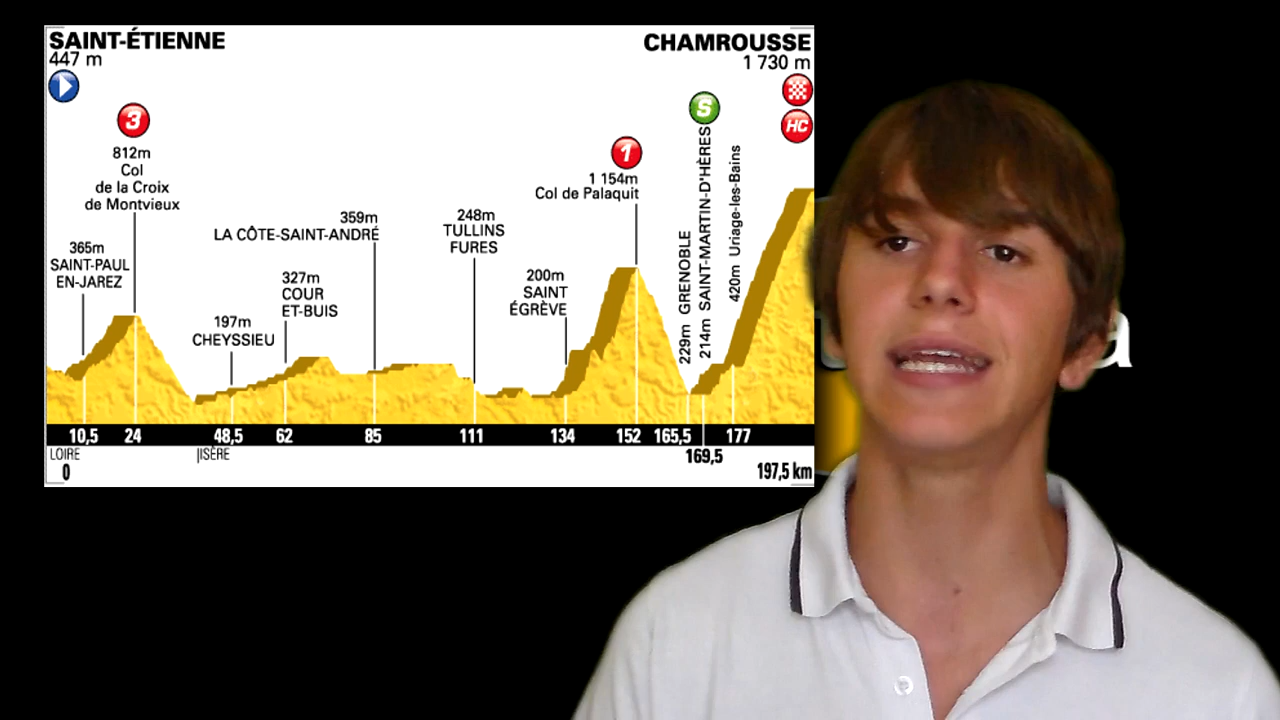 SAINT-ÉTIENNE
447 m
CHAMROUSSE
1 730 m
3
812m
Col
de la Croix
de Montvieux
365m
SAINT-PAUL
EN-JAREZ
197m
CHEYSSIEU
327m
COUR
ET-BUIS
359m
LA CÔTE-SAINT-ANDRÉ
248m
TULLINS
FURES
200m
SAINT
ÉGRÈVE
1
1 154m
Col de Palaquit
229m GRENOBLE
S
214m SAINT-MARTIN-D'HÈRES
420m Uriage-les-Bains
HC
10,5 24 48,5 62 85 111 134 152 165,5 177
169,5
LOIRE
ISÈRE
0
197,5 km
a